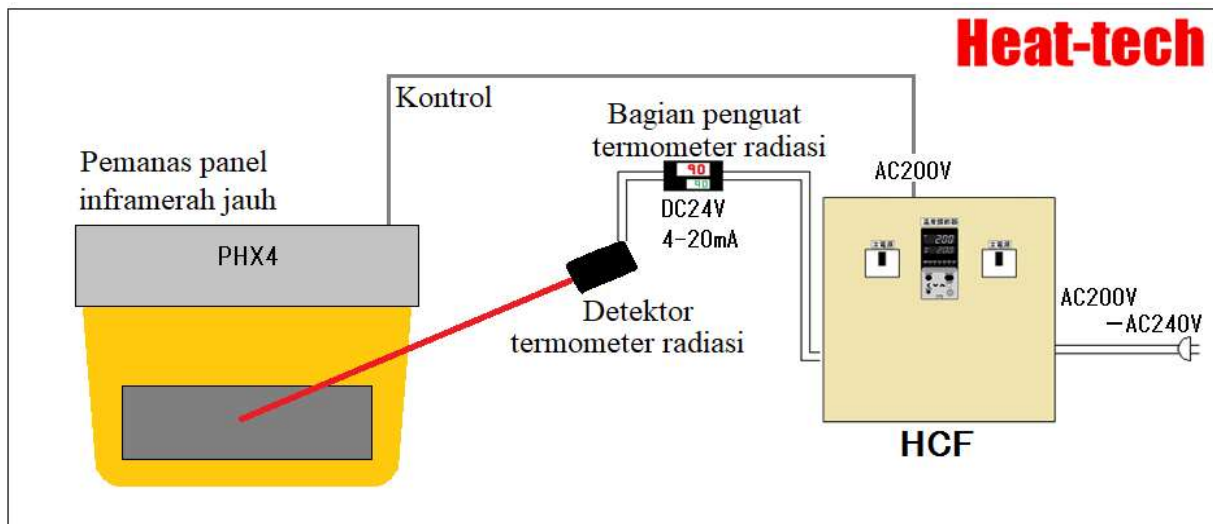 Heat-tech
Kontrol
Bagian penguat
termometer radiasi
Pemanas panel
inframerah jauh
AC200V
90
90
DC24V
4-20mA
PHX4
200
200
Detektor
termometer radiasi
AC200V
－AC240V
HCF